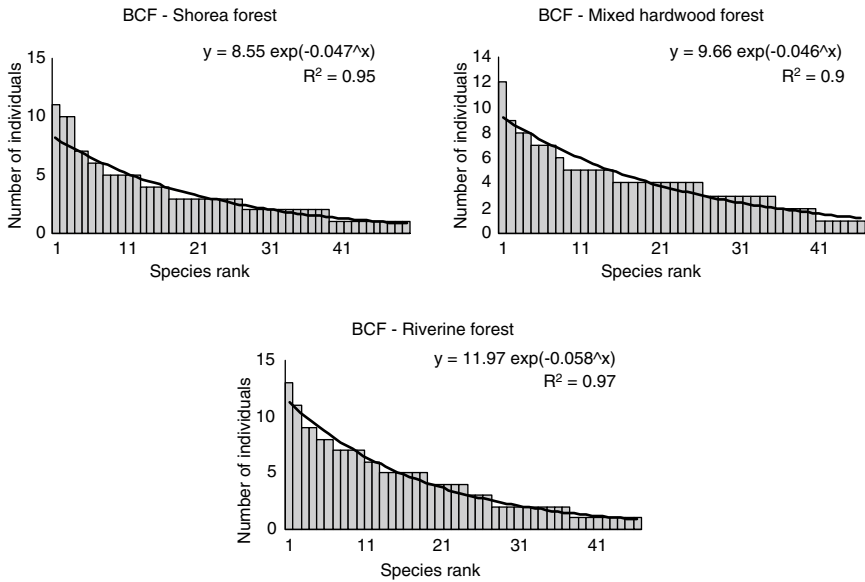 BCF - Shorea forest
y = 8.55 exp(-0.047^x)
R² = 0.95
Number of individuals
15
10
5
0
1 11 21 31 41
Species rank
BCF - Mixed hardwood forest
y = 9.66 exp(-0.046^x)
R² = 0.9
Number of individuals
14
12
10
8
6
4
2
0
1 11 21 31 41
Species rank
BCF - Riverine forest
y = 11.97 exp(-0.058^x)
R² = 0.97
Number of individuals
15
10
5
0
1 11 21 31 41
Species rank